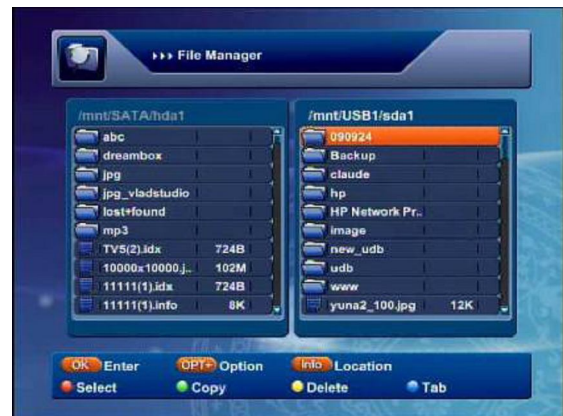 ▸▸▸ File Manager
/mnt/SATA/hda1
abc
dreambox
jpg
jpg_vladstudio
lost+found
mp3
TV5(2).idx 724B
10000x10000.j.. 102M
11111(1).idx 724B
11111(1).info 8K
/mnt/USB1/sda1
090924
Backup
claude
hp
HP Network Pr..
image
new_udb
udb
www
yuna2_100.jpg 12K
OK Enter OPT+ Option Info Location
Select Copy Delete Tab